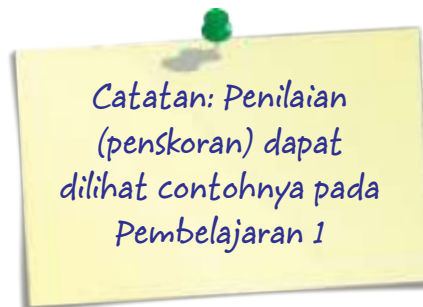 Catatan: Penilaian
(penskoran) dapat
dilihat contohnya pada
Pembelajaran 1